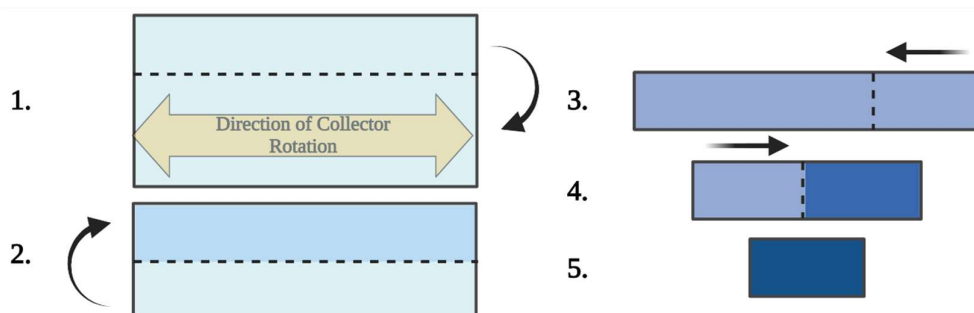 1.
Direction of Collector
Rotation
2.
3.
4.
5.